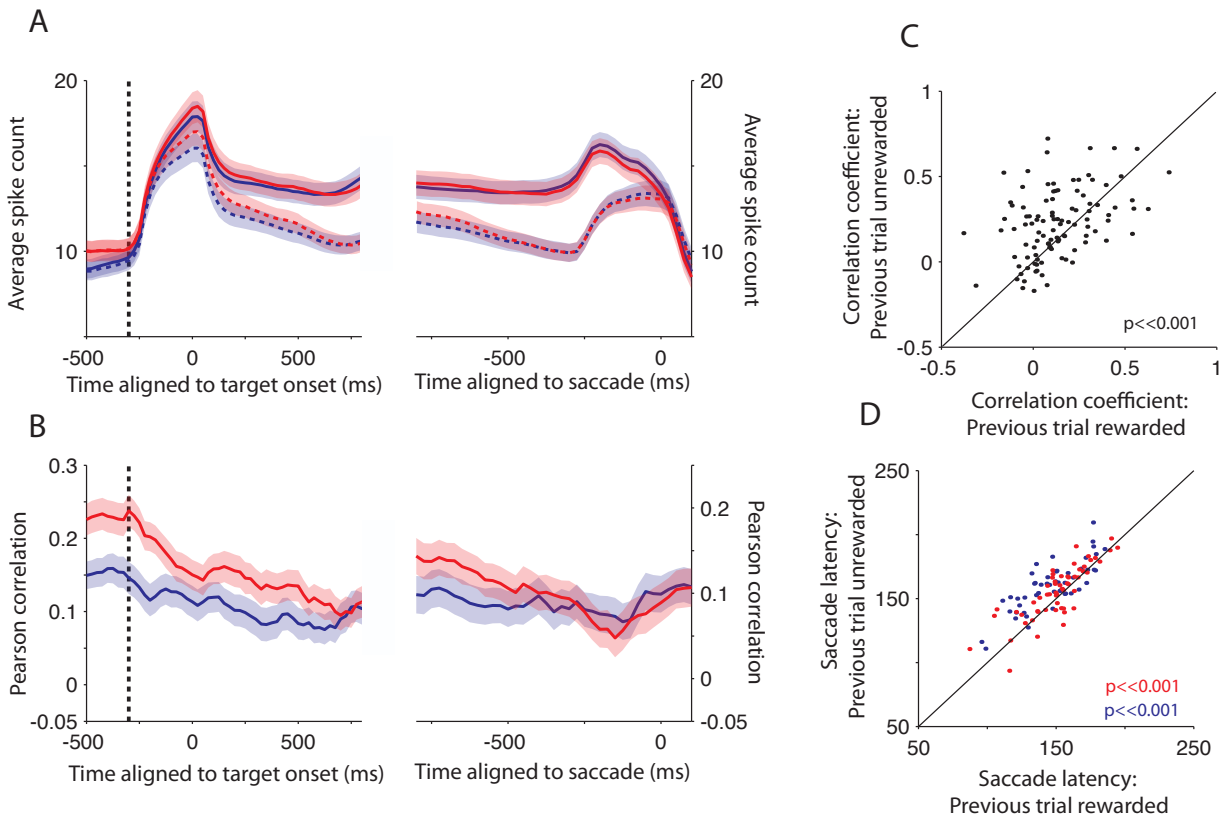 A
20
10
Average spike count
-500
0
500
Time aligned to target onset (ms)
20
10
Average spike count
-500
0
Time aligned to saccade (ms)
B
0.3
0.2
0.1
0
-0.05
Pearson correlation
-500
0
500
Time aligned to target onset (ms)
0.2
0.1
0
-0.05
Pearson correlation
-500
0
Time aligned to saccade (ms)
C
1
0.5
0
-0.5
Correlation coefficient:
Previous trial unrewarded
p<<0.001
-0.5
0
0.5
1
Correlation coefficient:
Previous trial rewarded
D
250
150
50
Saccade latency:
Previous trial unrewarded
p<<0.001
p<<0.001
50
150
250
Saccade latency:
Previous trial rewarded